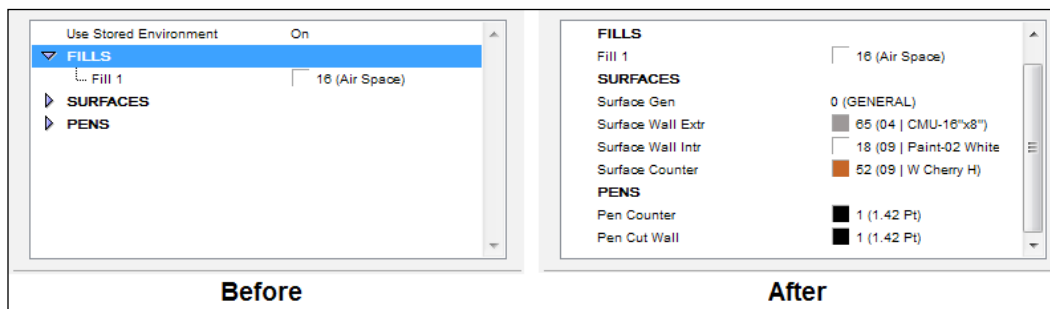 Use Stored Environment On
FILLS
Fill 1 16 (Air Space)
SURFACES
PENS
Before
FILLS
Fill 1 16 (Air Space)
SURFACES
Surface Gen 0 (GENERAL)
Surface Wall Extr 65 (04 | CMU-16"x8")
Surface Wall Intr 18 (09 | Paint-02 White
Surface Counter 52 (09 | W Cherry H)
PENS
Pen Counter 1 (1.42 Pt)
Pen Cut Wall 1 (1.42 Pt)
After